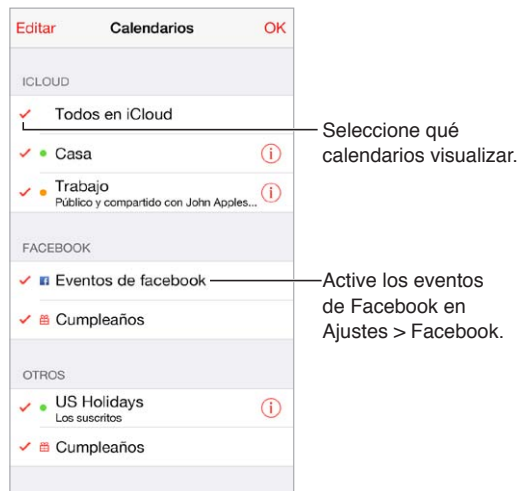 Editar Calendarios OK
ICLOUD
Todos en iCloud
Casa
Trabajo
Público y compartido con John Apples...
FACEBOOK
Eventos de facebook
Cumpleaños
OTROS
US Holidays
Los suscritos
Cumpleaños
Seleccione qué
calendarios visualizar.
Active los eventos
de Facebook en
Ajustes > Facebook.